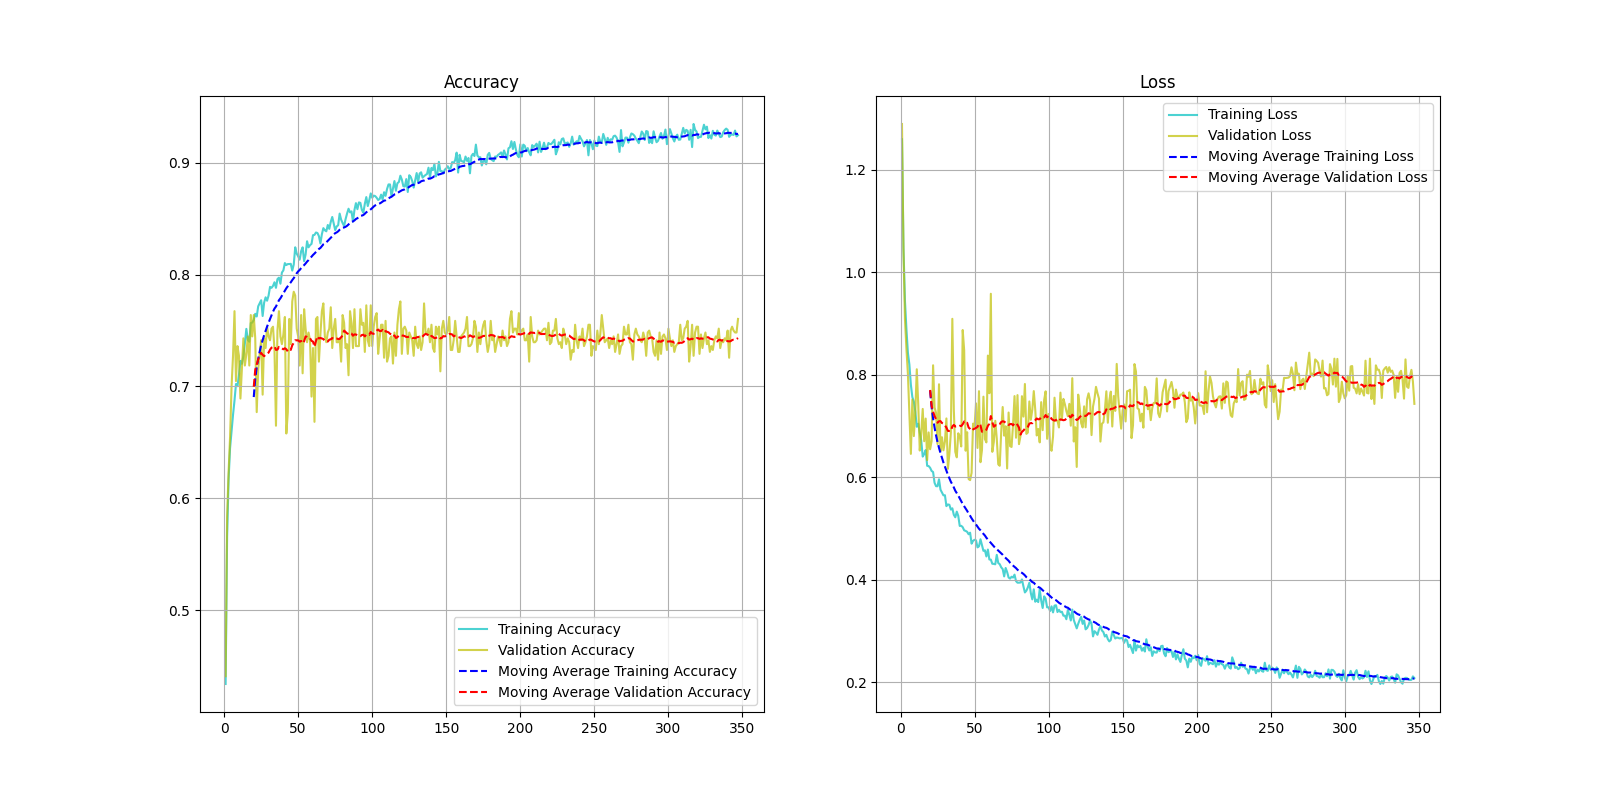 Accuracy
0.9
0.8
0.7
0.6
0.5
0 50 100 150 200 250 300 350
Training Accuracy
Validation Accuracy
Moving Average Training Accuracy
Moving Average Validation Accuracy
Loss
1.2
1.0
0.8
0.6
0.4
0.2
0 50 100 150 200 250 300 350
Training Loss
Validation Loss
Moving Average Training Loss
Moving Average Validation Loss